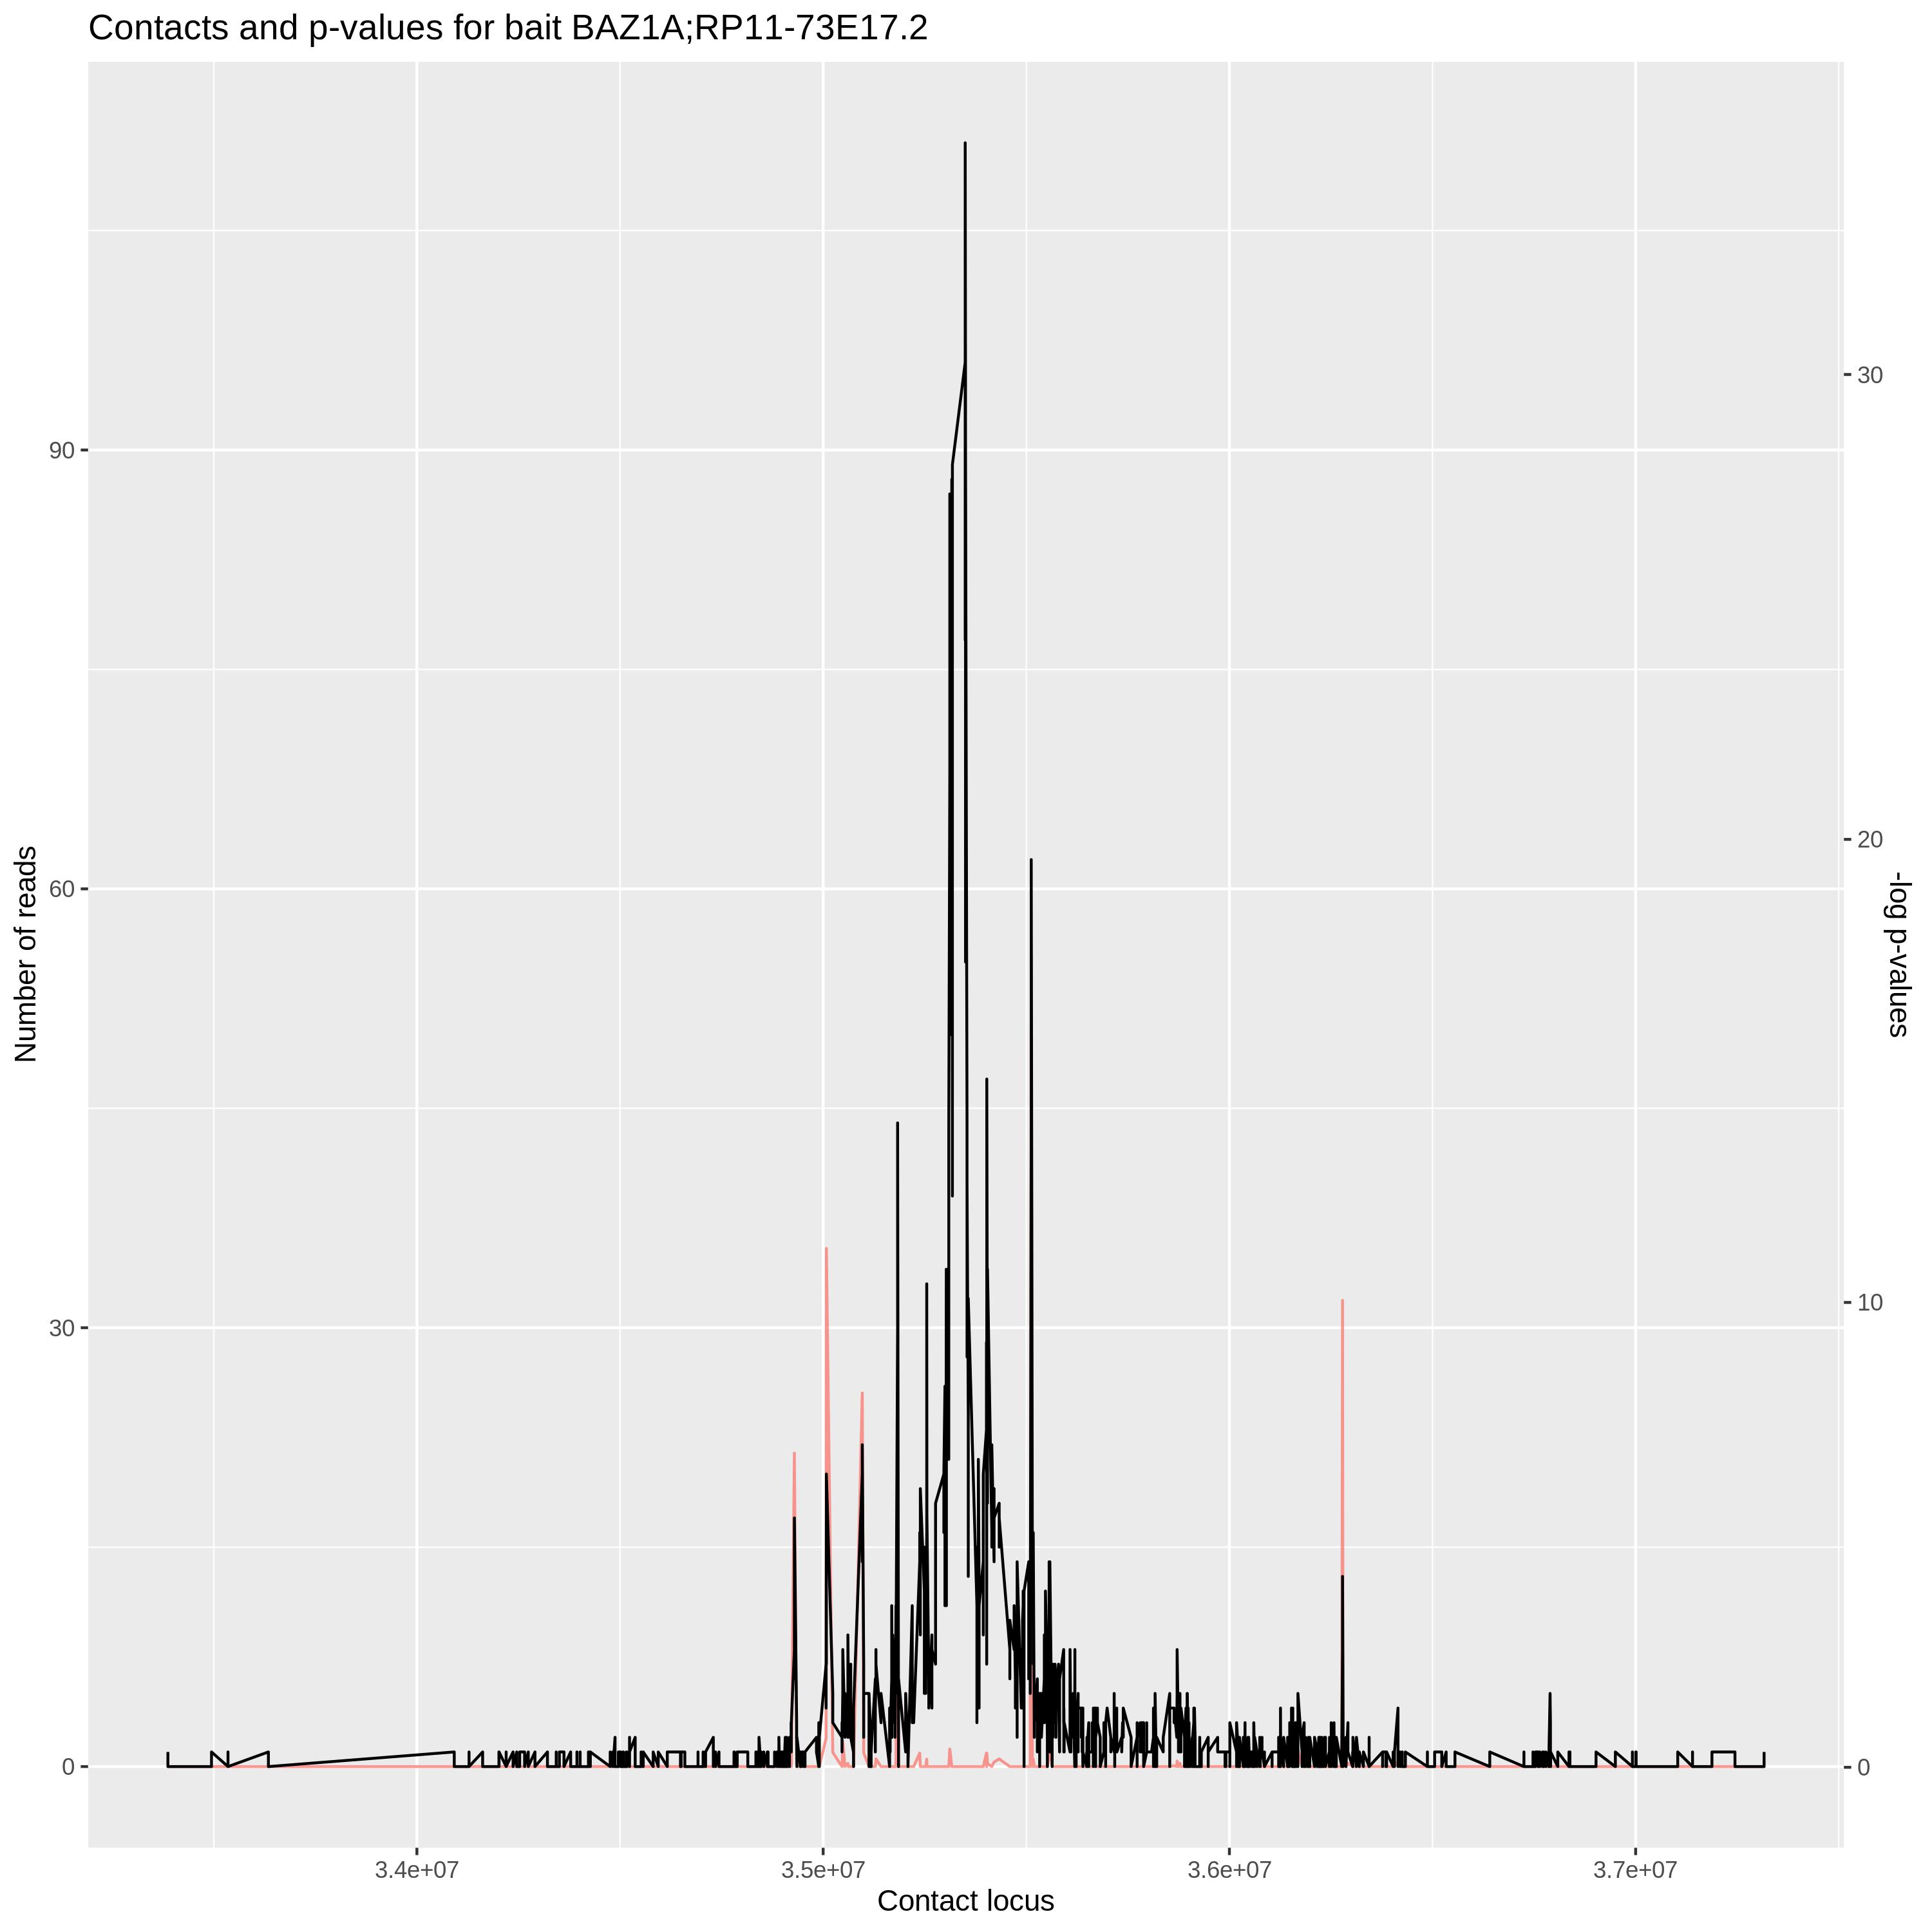 Contacts and p-values for bait BAZ1A;RP11-73E17.2
Number of reads
90
60
30
0
30
20
10
0
-log p-values
3.4e+07 3.5e+07 3.6e+07 3.7e+07
Contact locus